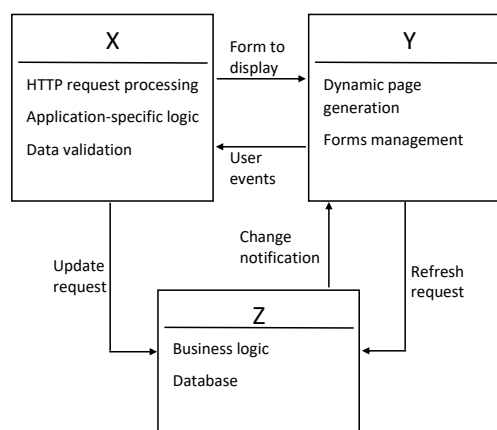 X
HTTP request processing
Application-specific logic
Data validation
Form to
display
Y
Dynamic page
generation
Forms management
User
events
Update
request
Change
notification
Refresh
request
Z
Business logic
Database